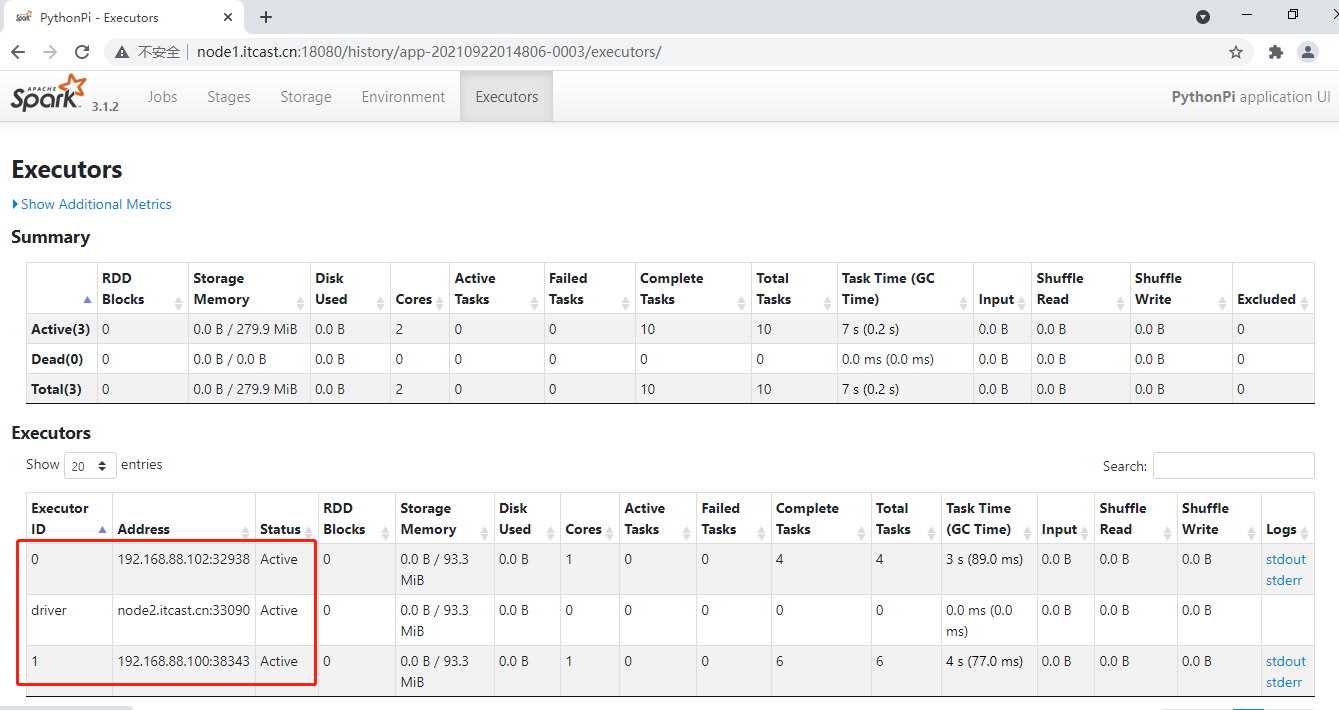 PythonPi - Executors
不安全 node1.itcast.cn:18080/history/app-20210922014806-0003/executors/
APACHE Spark 3.1.2 Jobs Stages Storage Environment Executors PythonPi application UI
Executors
Show Additional Metrics
Summary
RDD Blocks Storage Memory Disk Used Cores Active Tasks Failed Tasks Complete Tasks Total Tasks Task Time (GC Time) Input Shuffle Read Shuffle Write Excluded
Active(3) 0 0.0 B / 279.9 MiB 0.0 B 2 0 0 10 10 7 s (0.2 s) 0.0 B 0.0 B 0.0 B 0
Dead(0) 0 0.0 B / 0.0 B 0.0 B 0 0 0 0 0 0.0 ms (0.0 ms) 0.0 B 0.0 B 0.0 B 0
Total(3) 0 0.0 B / 279.9 MiB 0.0 B 2 0 0 10 10 7 s (0.2 s) 0.0 B 0.0 B 0.0 B 0
Executors
Show 20 entries Search:
Executor ID Address Status RDD Blocks Storage Memory Disk Used Cores Active Tasks Failed Tasks Complete Tasks Total Tasks Task Time (GC Time) Input Shuffle Read Shuffle Write Logs
0 192.168.88.102:32938 Active 0 0.0 B / 93.3 MiB 0.0 B 1 0 0 4 4 3 s (89.0 ms) 0.0 B 0.0 B 0.0 B stdout stderr
driver node2.itcast.cn:33090 Active 0 0.0 B / 93.3 MiB 0.0 B 0 0 0 0 0 0.0 ms (0.0 ms) 0.0 B 0.0 B 0.0 B
1 192.168.88.100:38343 Active 0 0.0 B / 93.3 MiB 0.0 B 1 0 0 6 6 4 s (77.0 ms) 0.0 B 0.0 B 0.0 B stdout stderr